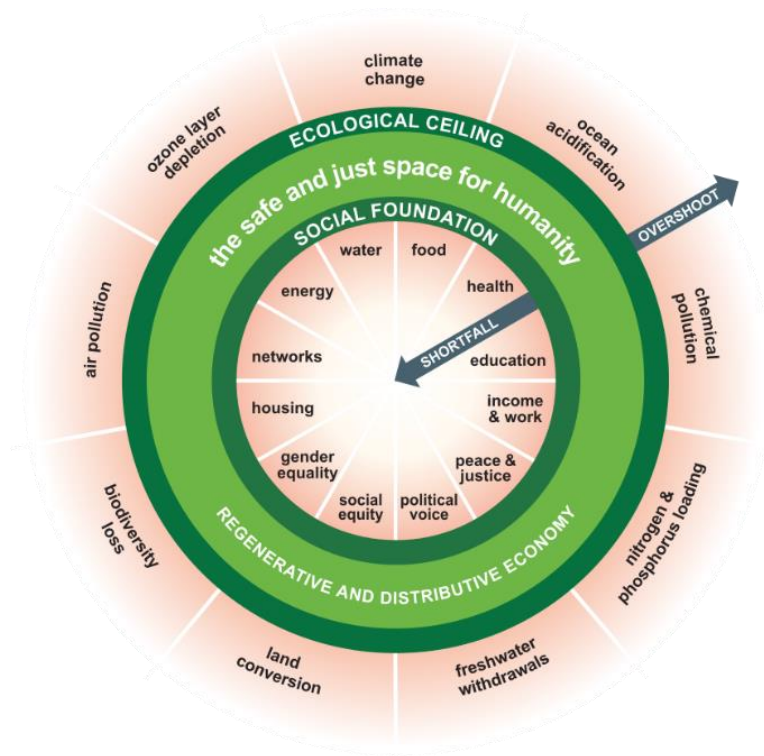 climate
change
ocean
acidification
chemical
pollution
nitrogen &
phosphorus loading
freshwater
withdrawals
land
conversion
biodiversity
loss
air pollution
ozone layer
depletion
ECOLOGICAL CEILING
the safe and just space for humanity
SOCIAL FOUNDATION
OVERSHOOT
water
food
health
SHORTFALL
education
income
& work
peace &
justice
political
voice
social
equity
gender
equality
housing
networks
energy
REGENERATIVE AND DISTRIBUTIVE ECONOMY